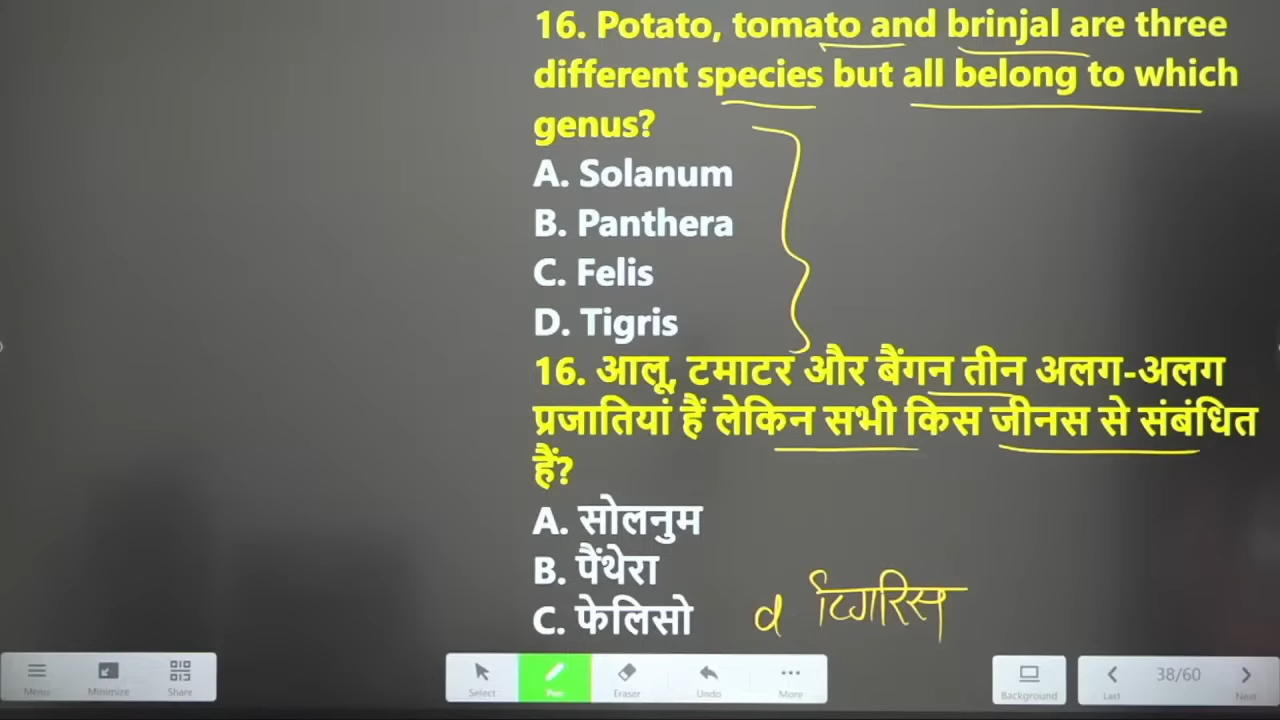 16. Potato, tomato and brinjal are three
different species but all belong to which
genus?
A. Solanum
B. Panthera
C. Felis
D. Tigris
16. आलू, टमाटर और बैंगन तीन अलग-अलग
प्रजातियां हैं लेकिन सभी किस जीनस से संबंधित
हैं?
A. सोलनुम
B. पैंथेरा
C. फेलिसो
d टिगरिस
Menu Minimize Share Select Pen Eraser Undo More Background Last 38/60 Next